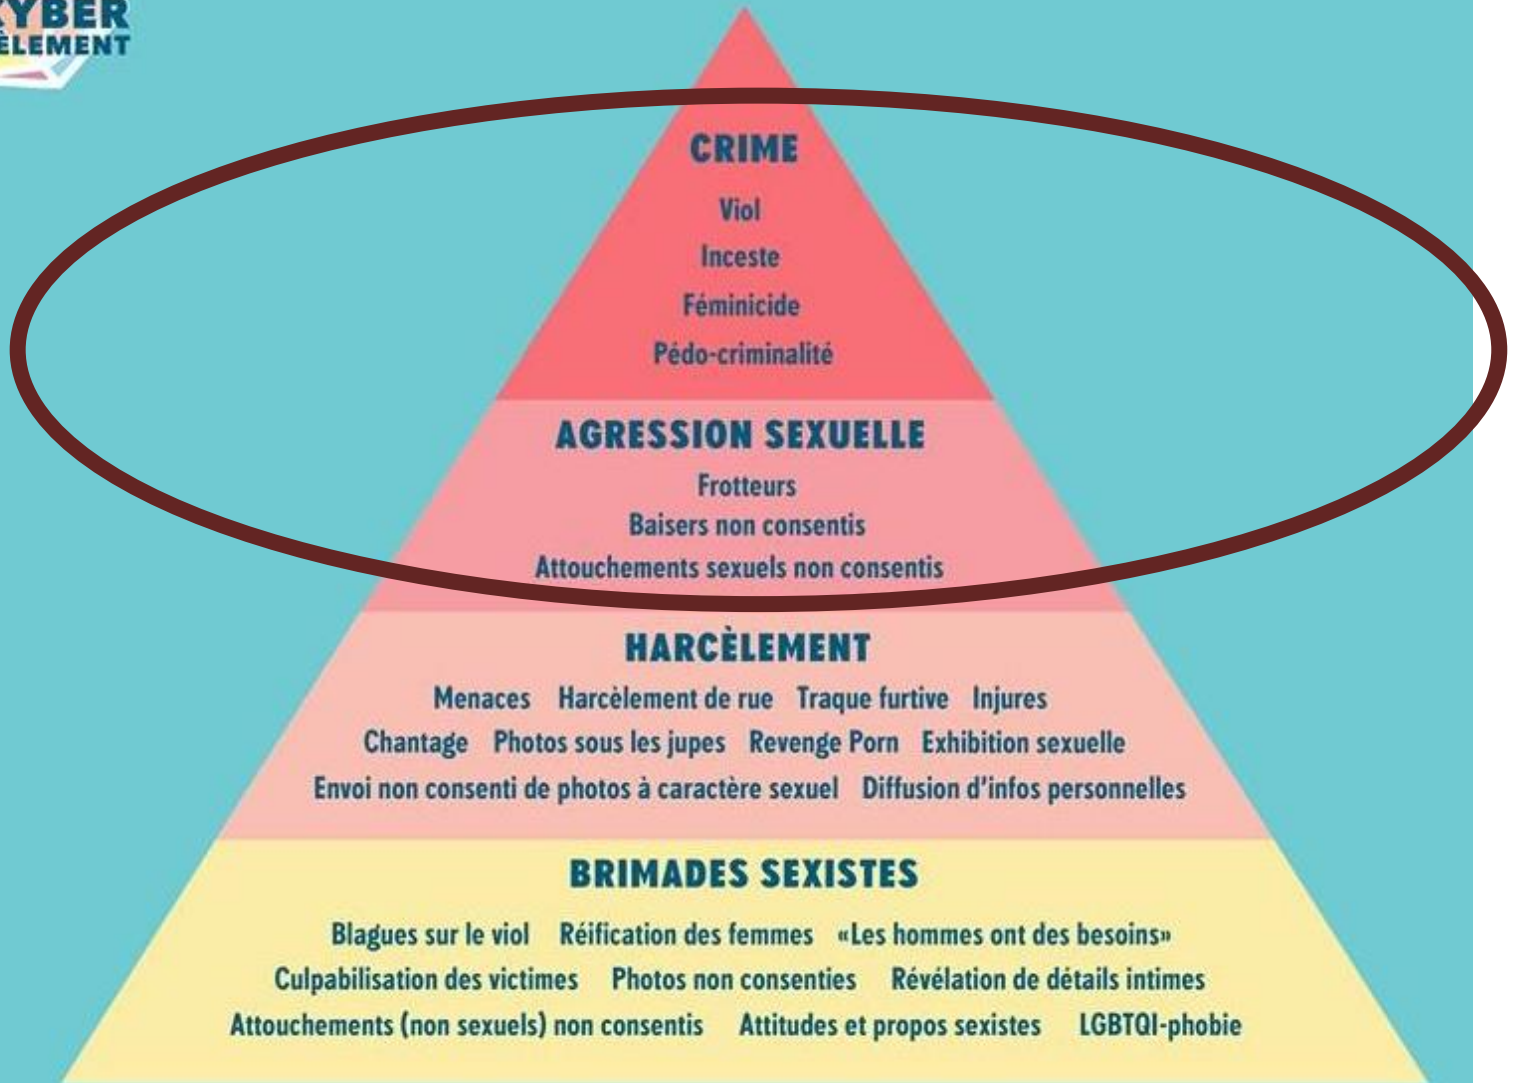 CYBER
ÈLEMENT
CRIME
Viol
Inceste
Féminicide
Pédo-criminalité
AGRESSION SEXUELLE
Frotteurs
Baisers non consentis
Attouchements sexuels non consentis
HARCÈLEMENT
Menaces Harcèlement de rue Traque furtive Injures
Chantage Photos sous les jupes Revenge Porn Exhibition sexuelle
Envoi non consenti de photos à caractère sexuel Diffusion d'infos personnelles
BRIMADES SEXISTES
Blagues sur le viol Réification des femmes «Les hommes ont des besoins»
Culpabilisation des victimes Photos non consenties Révélation de détails intimes
Attouchements (non sexuels) non consentis Attitudes et propos sexistes LGBTQI-phobie